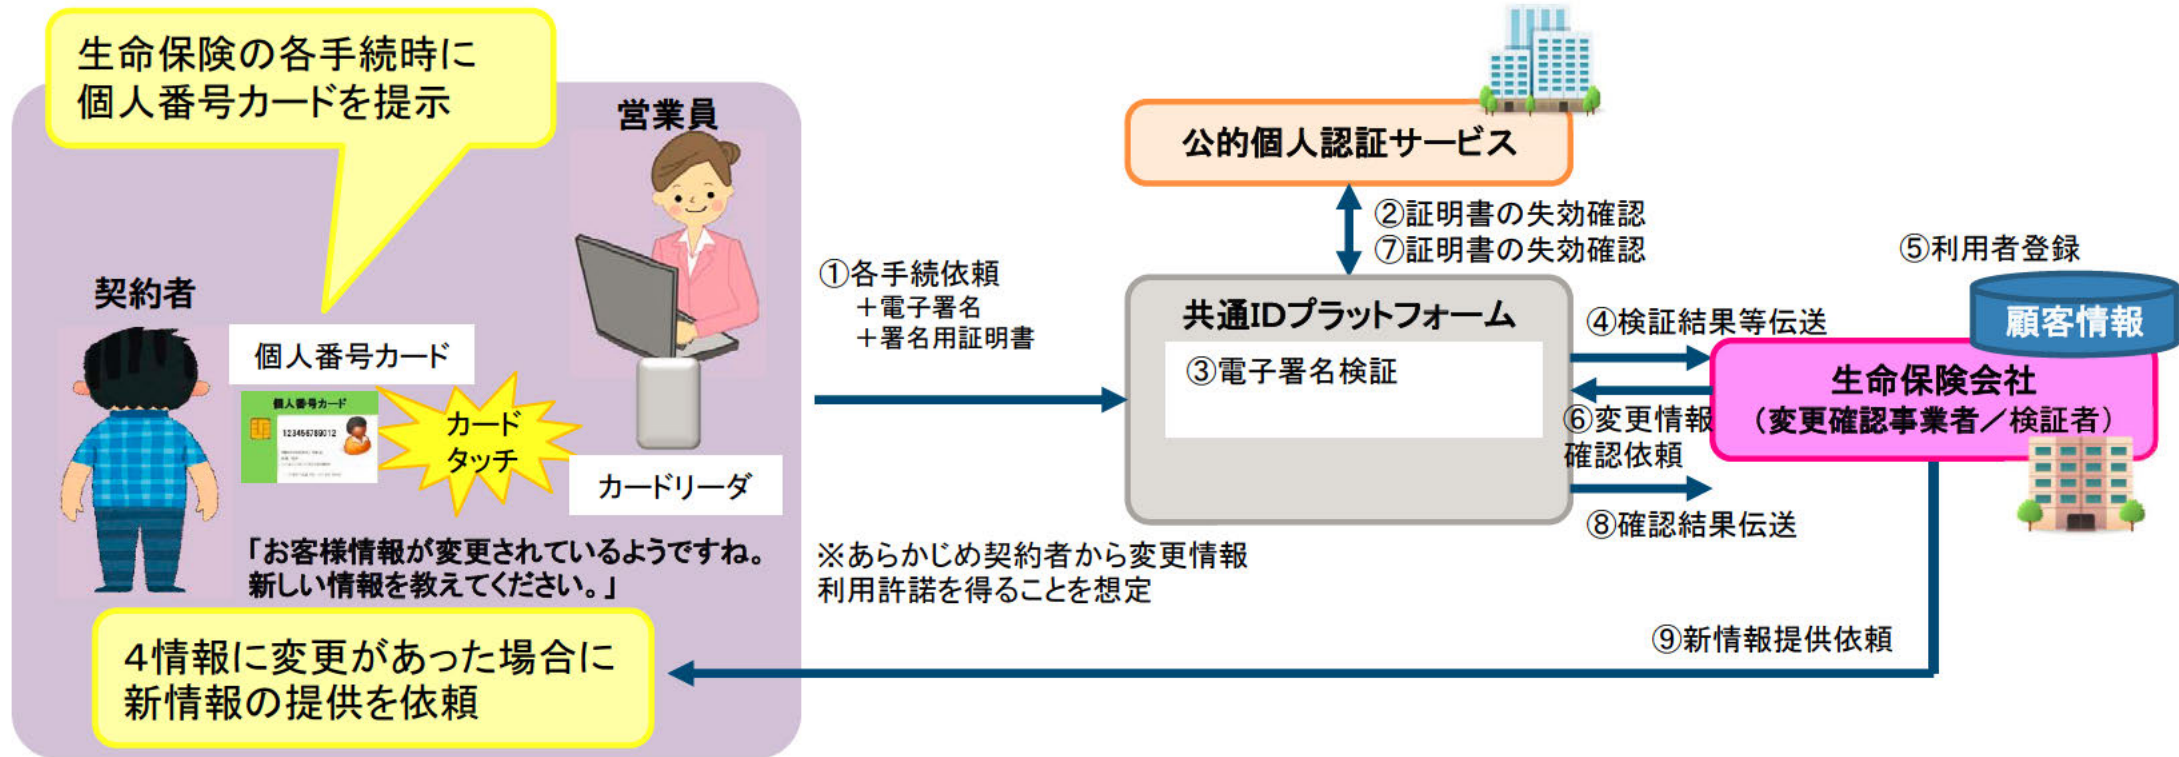 生命保険の各手続時に
個人番号カードを提示
営業員
契約者
個人番号カード
個人番号カード
123456789012
カード
タッチ
カードリーダ
「お客様情報が変更されているようですね。
新しい情報を教えてください。」
4情報に変更があった場合に
新情報の提供を依頼
①各手続依頼
＋電子署名
＋署名用証明書
※あらかじめ契約者から変更情報
利用許諾を得ることを想定
公的個人認証サービス
②証明書の失効確認
⑦証明書の失効確認
共通IDプラットフォーム
③電子署名検証
④検証結果等伝送
⑤利用者登録
顧客情報
生命保険会社
（変更確認事業者／検証者）
⑥変更情報
確認依頼
⑧確認結果伝送
⑨新情報提供依頼